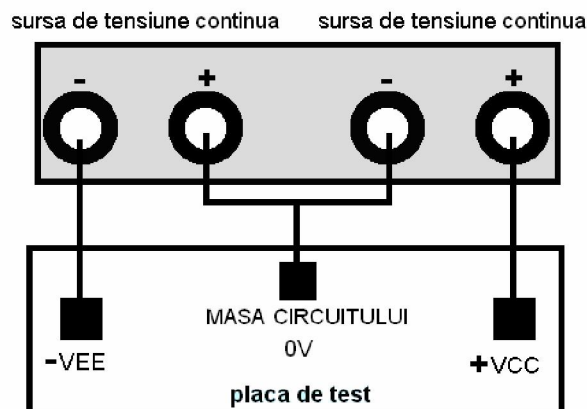 sursa de tensiune continua sursa de tensiune continua
- + - +
MASA CIRCUITULUI
0V
-VEE +VCC
placa de test